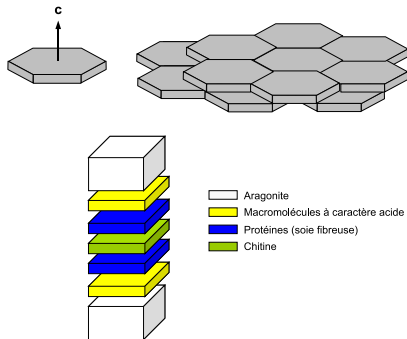 c
Aragonite
Macromolécules à caractère acide
Protéines (soie fibreuse)
Chitine